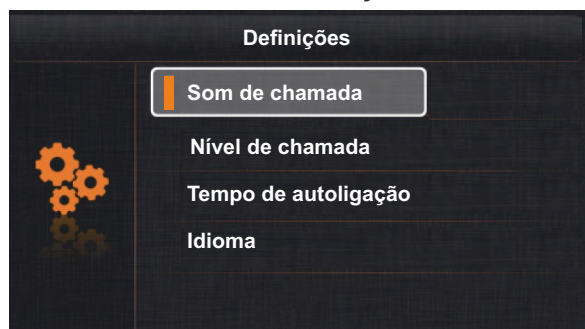 Definições
Som de chamada
Nível de chamada
Tempo de autoligação
Idioma